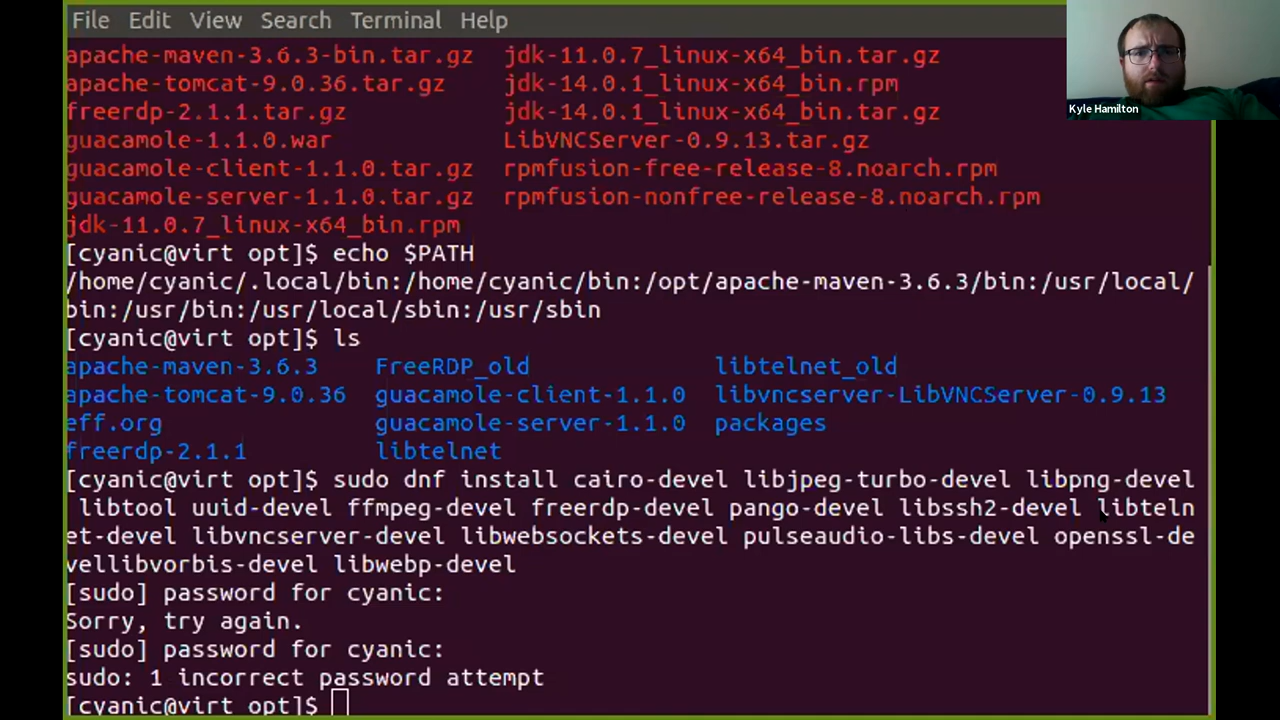 File Edit View Search Terminal Help
apache-maven-3.6.3-bin.tar.gz jdk-11.0.7_linux-x64_bin.tar.gz
apache-tomcat-9.0.36.tar.gz jdk-14.0.1_linux-x64_bin.rpm
freerdp-2.1.1.tar.gz jdk-14.0.1_linux-x64_bin.tar.gz
guacamole-1.1.0.war LibVNCServer-0.9.13.tar.gz
guacamole-client-1.1.0.tar.gz rpmfusion-free-release-8.noarch.rpm
guacamole-server-1.1.0.tar.gz rpmfusion-nonfree-release-8.noarch.rpm
jdk-11.0.7_linux-x64_bin.rpm
[cyanic@virt opt]$ echo $PATH
/home/cyanic/.local/bin:/home/cyanic/bin:/opt/apache-maven-3.6.3/bin:/usr/local/
bin:/usr/bin:/usr/local/sbin:/usr/sbin
[cyanic@virt opt]$ ls
apache-maven-3.6.3 FreeRDP_old libtelnet_old
apache-tomcat-9.0.36 guacamole-client-1.1.0 libvncserver-LibVNCServer-0.9.13
eff.org guacamole-server-1.1.0 packages
freerdp-2.1.1 libtelnet
[cyanic@virt opt]$ sudo dnf install cairo-devel libjpeg-turbo-devel libpng-devel
libtool uuid-devel ffmpeg-devel freerdp-devel pango-devel libssh2-devel libteln
et-devel libvncserver-devel libwebsockets-devel pulseaudio-libs-devel openssl-de
vellibvorbis-devel libwebp-devel
[sudo] password for cyanic:
Sorry, try again.
[sudo] password for cyanic:
sudo: 1 incorrect password attempt
[cyanic@virt opt]$
Kyle Hamilton